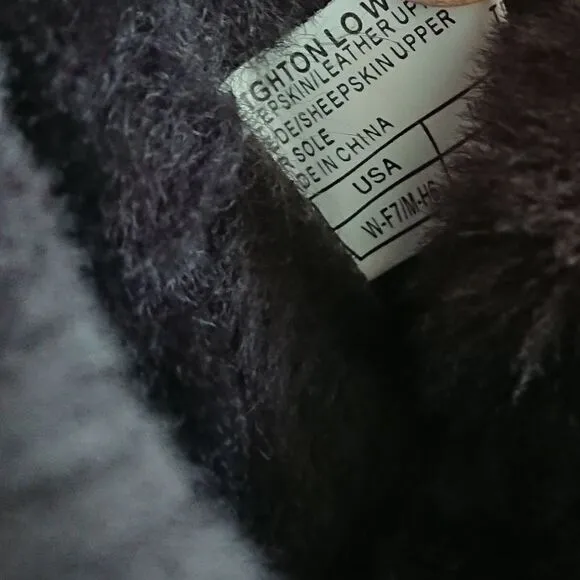 GHTON LOW
EPSKIN/LEATHER UP
DE/SHEEPSKIN UPPER
R SOLE
DE IN CHINA
USA
W-F7/M-H6